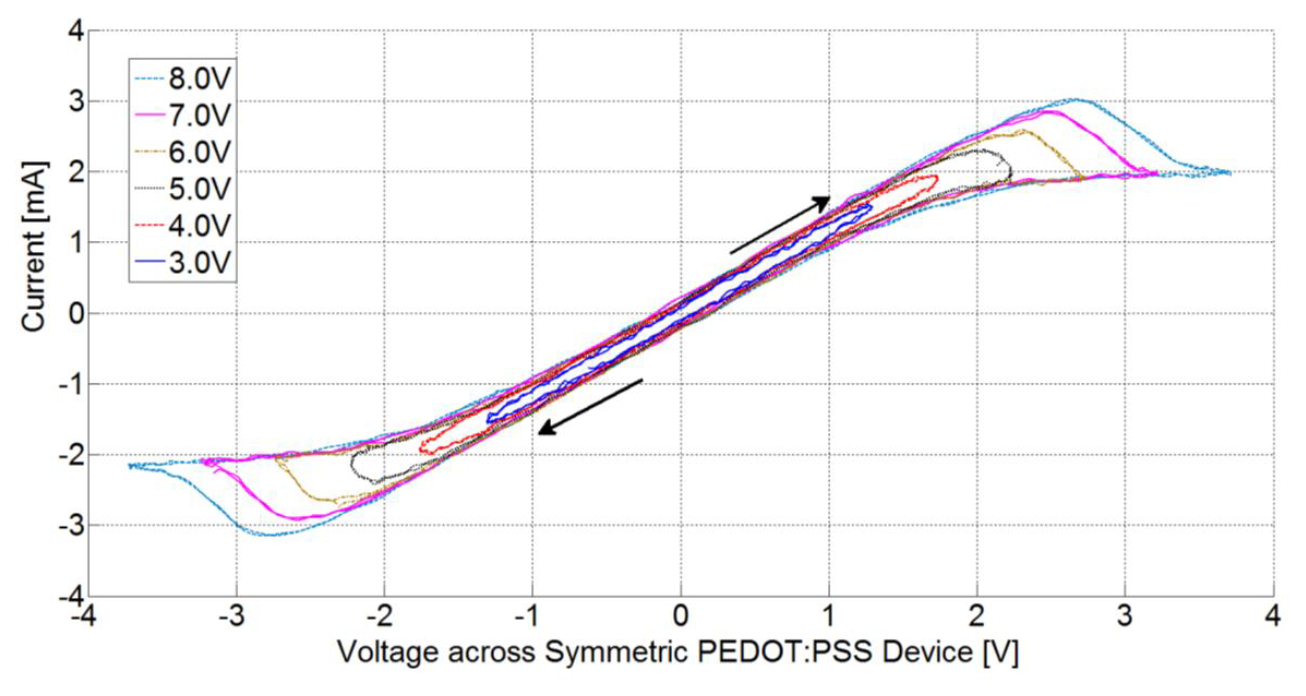 4
3
2
1
0
-1
-2
-3
-4
Current [mA]
8.0V
7.0V
6.0V
5.0V
4.0V
3.0V
-4 -3 -2 -1 0 1 2 3 4
Voltage across Symmetric PEDOT:PSS Device [V]